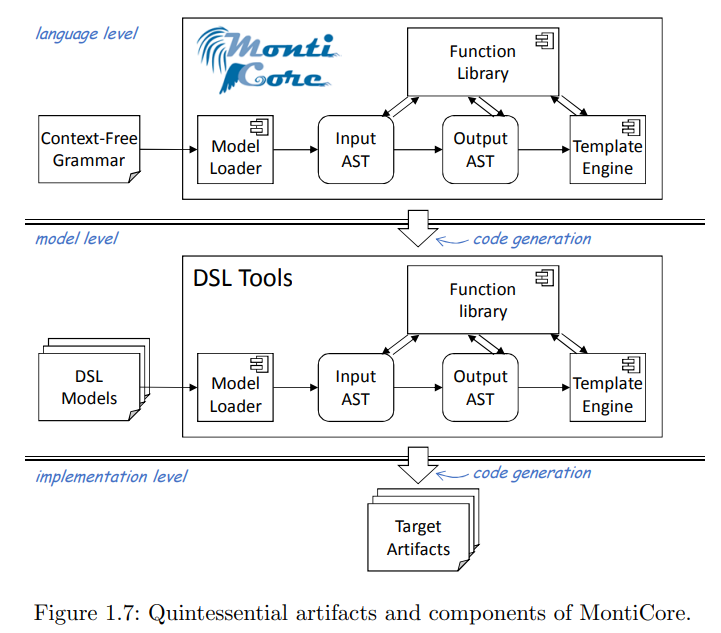 language level
Monti
Core
Function
Library
Context-Free
Grammar
Model
Loader
Input
AST
Output
AST
Template
Engine
model level
code generation
DSL Tools
Function
library
DSL
Models
Model
Loader
Input
AST
Output
AST
Template
Engine
implementation level
code generation
Target
Artifacts
Figure 1.7: Quintessential artifacts and components of MontiCore.